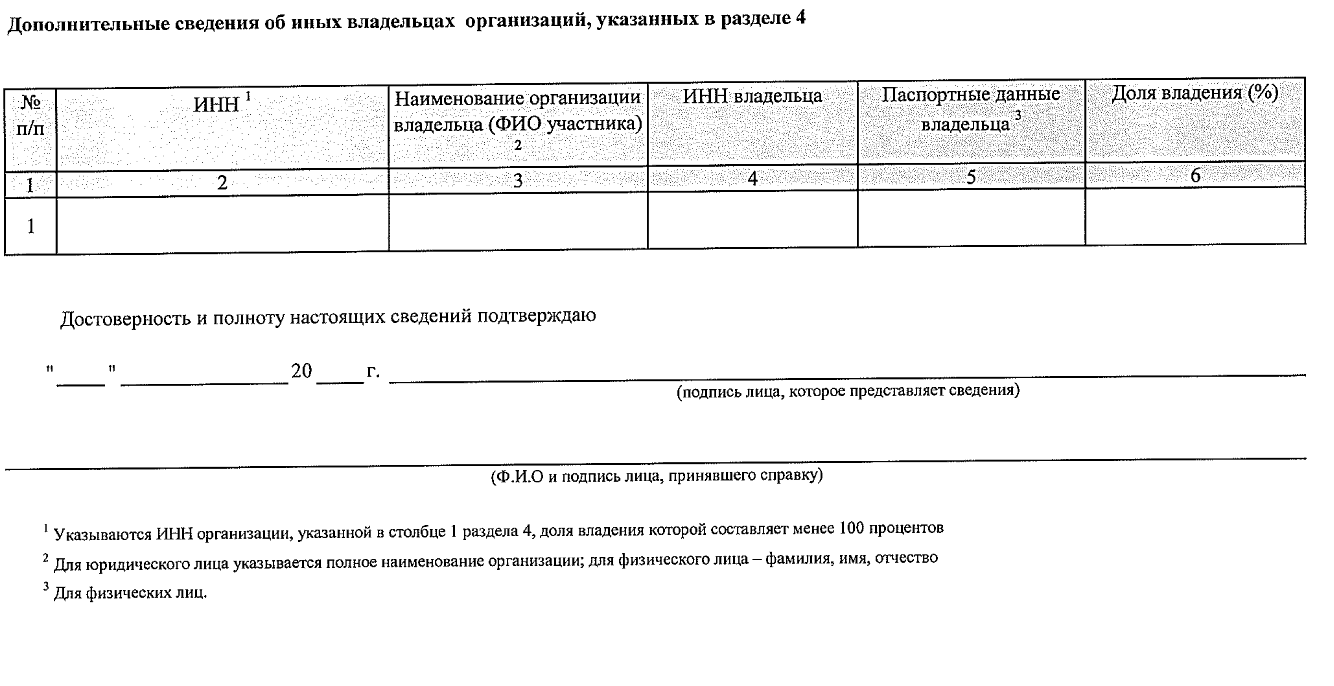 Дополнительные сведения об иных владельцах организаций, указанных в разделе 4
№ п/п
ИНН 1
Наименование организации владельца (ФИО участника) 2
ИНН владельца
Паспортные данные владельца 3
Доля владения (%)
1 2 3 4 5 6
1
Достоверность и полноту настоящих сведений подтверждаю
"____ " ______________ 20 ____ г. ______________
(подпись лица, которое представляет сведения)
(Ф.И.О и подпись лица, принявшего справку)
1 Указываются ИНН организации, указанной в столбце 1 раздела 4, доля владения которой составляет менее 100 процентов
2 Для юридического лица указывается полное наименование организации; для физического лица – фамилия, имя, отчество
3 Для физических лиц.